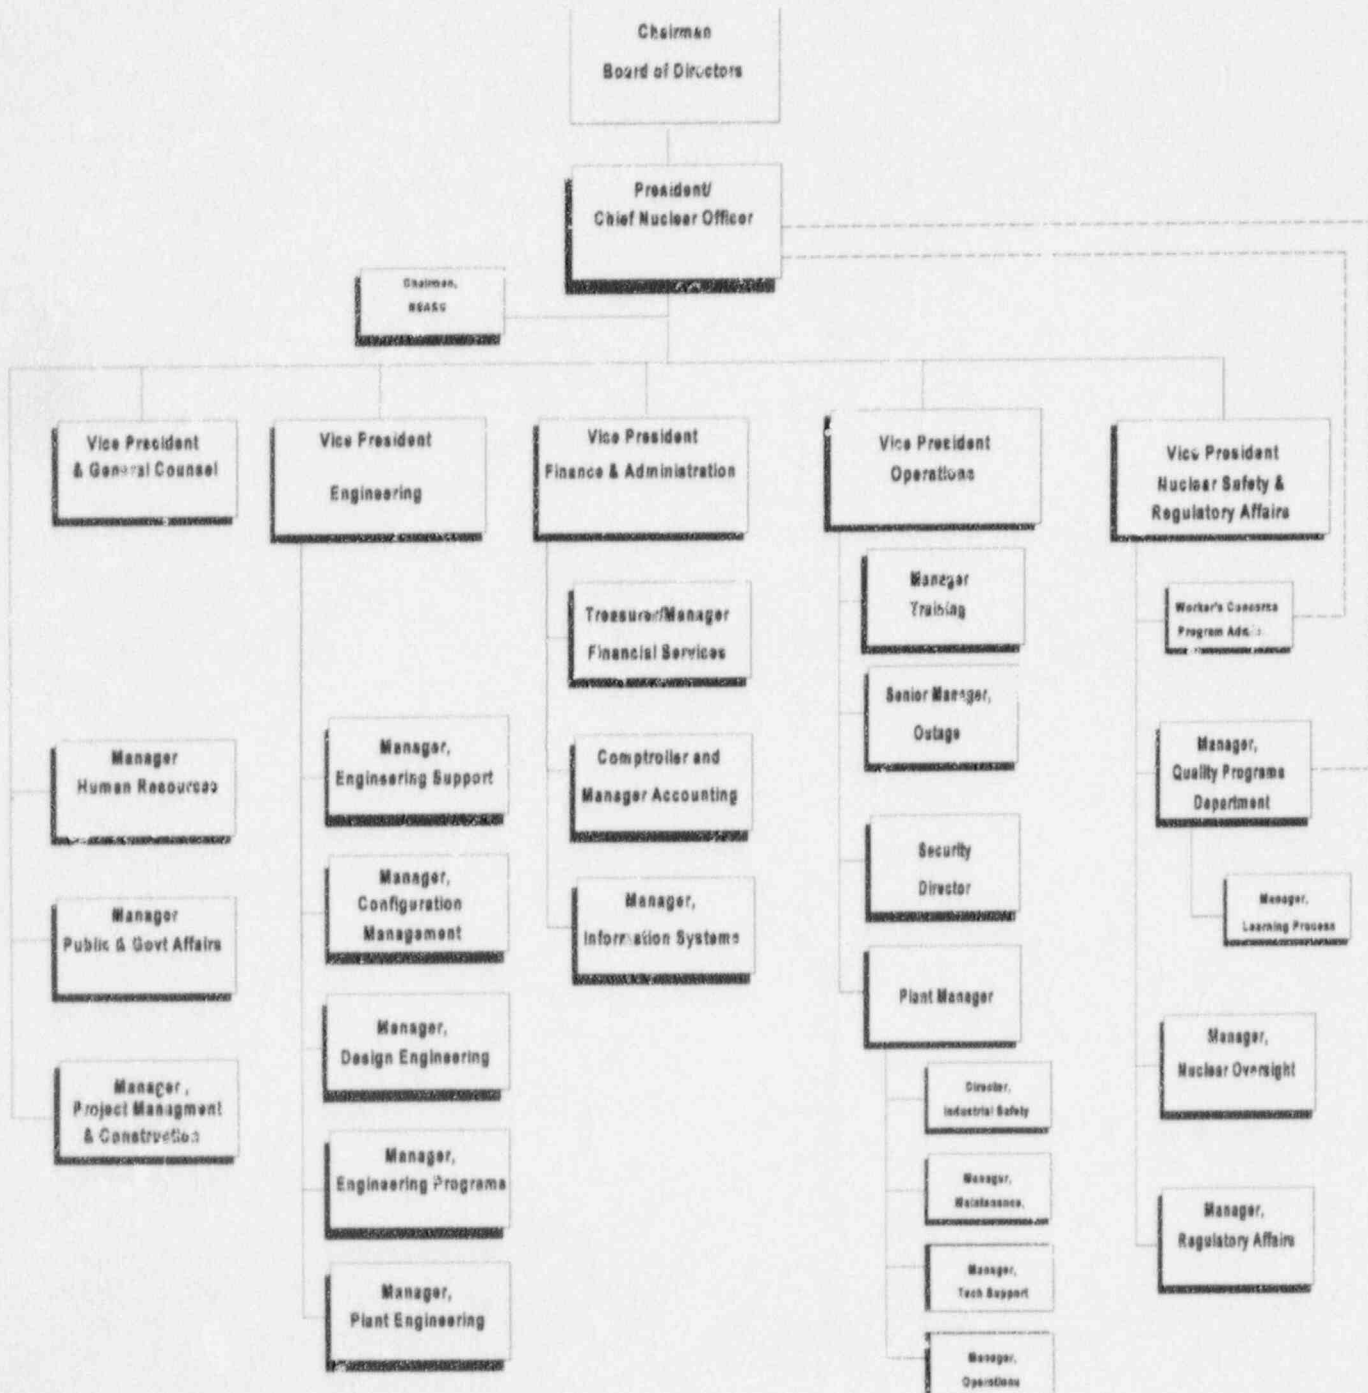 Chairman
Board of Directors
President/
Chief Nuclear Officer
Chairman,
Vice President
& General Counsel
Vice President
Engineering
Vice President
Finance & Administration
Vice President
Operations
Vice President
Nuclear Safety &
Regulatory Affairs
Manager
Human Resources
Manager
Public & Govt Affairs
Manager,
Project Managment
& Construction
Manager,
Engineering Support
Manager,
Configuration
Management
Manager,
Design Engineering
Manager,
Engineering Programs
Manager,
Plant Engineering
Treasurer/Manager
Financial Services
Comptroller and
Manager Accounting
Manager,
Information Systems
Manager
Training
Senior Manager,
Outage
Security
Director
Plant Manager
Director,
Industrial Safety
Manager,
Maintenance,
Manager,
Tech Support
Manager,
Operations
Worker's Concerns
Program
Manager,
Quality Programs
Department
Manager,
Learning Process
Manager,
Nuclear Oversight
Manager,
Regulatory Affairs